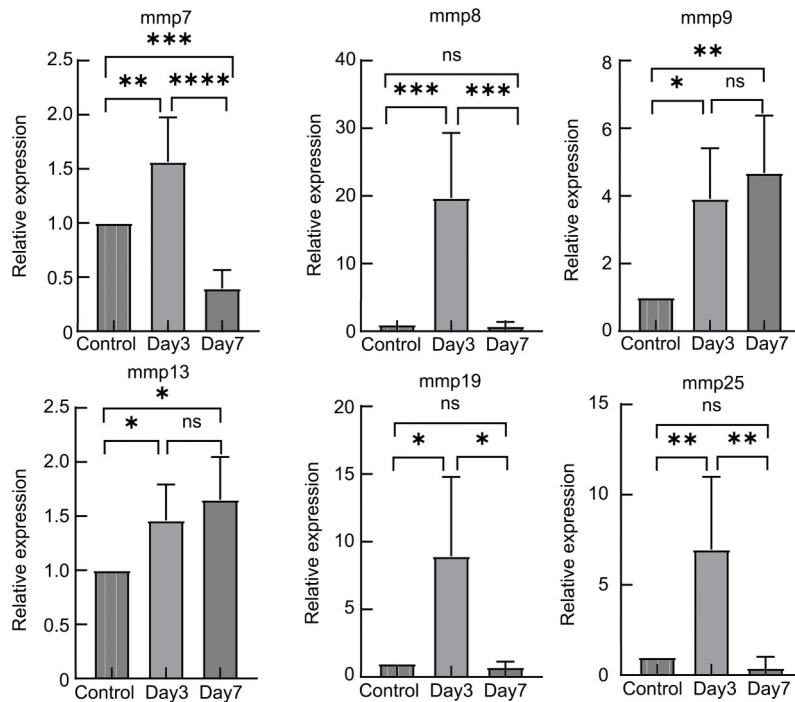 mmp7
Relative expression
2.5
2.0
1.5
1.0
0.5
0
***
** ****
Control Day3 Day7
mmp8
Relative expression
40
30
20
10
0
ns
*** ***
Control Day3 Day7
mmp9
Relative expression
8
6
4
2
0
**
* ns
Control Day3 Day7
mmp13
Relative expression
2.5
2.0
1.5
1.0
0.5
0.0
*
* ns
Control Day3 Day7
mmp19
Relative expression
20
15
10
5
0
ns
* *
Control Day3 Day7
mmp25
Relative expression
15
10
5
0
ns
** **
Control Day3 Day7